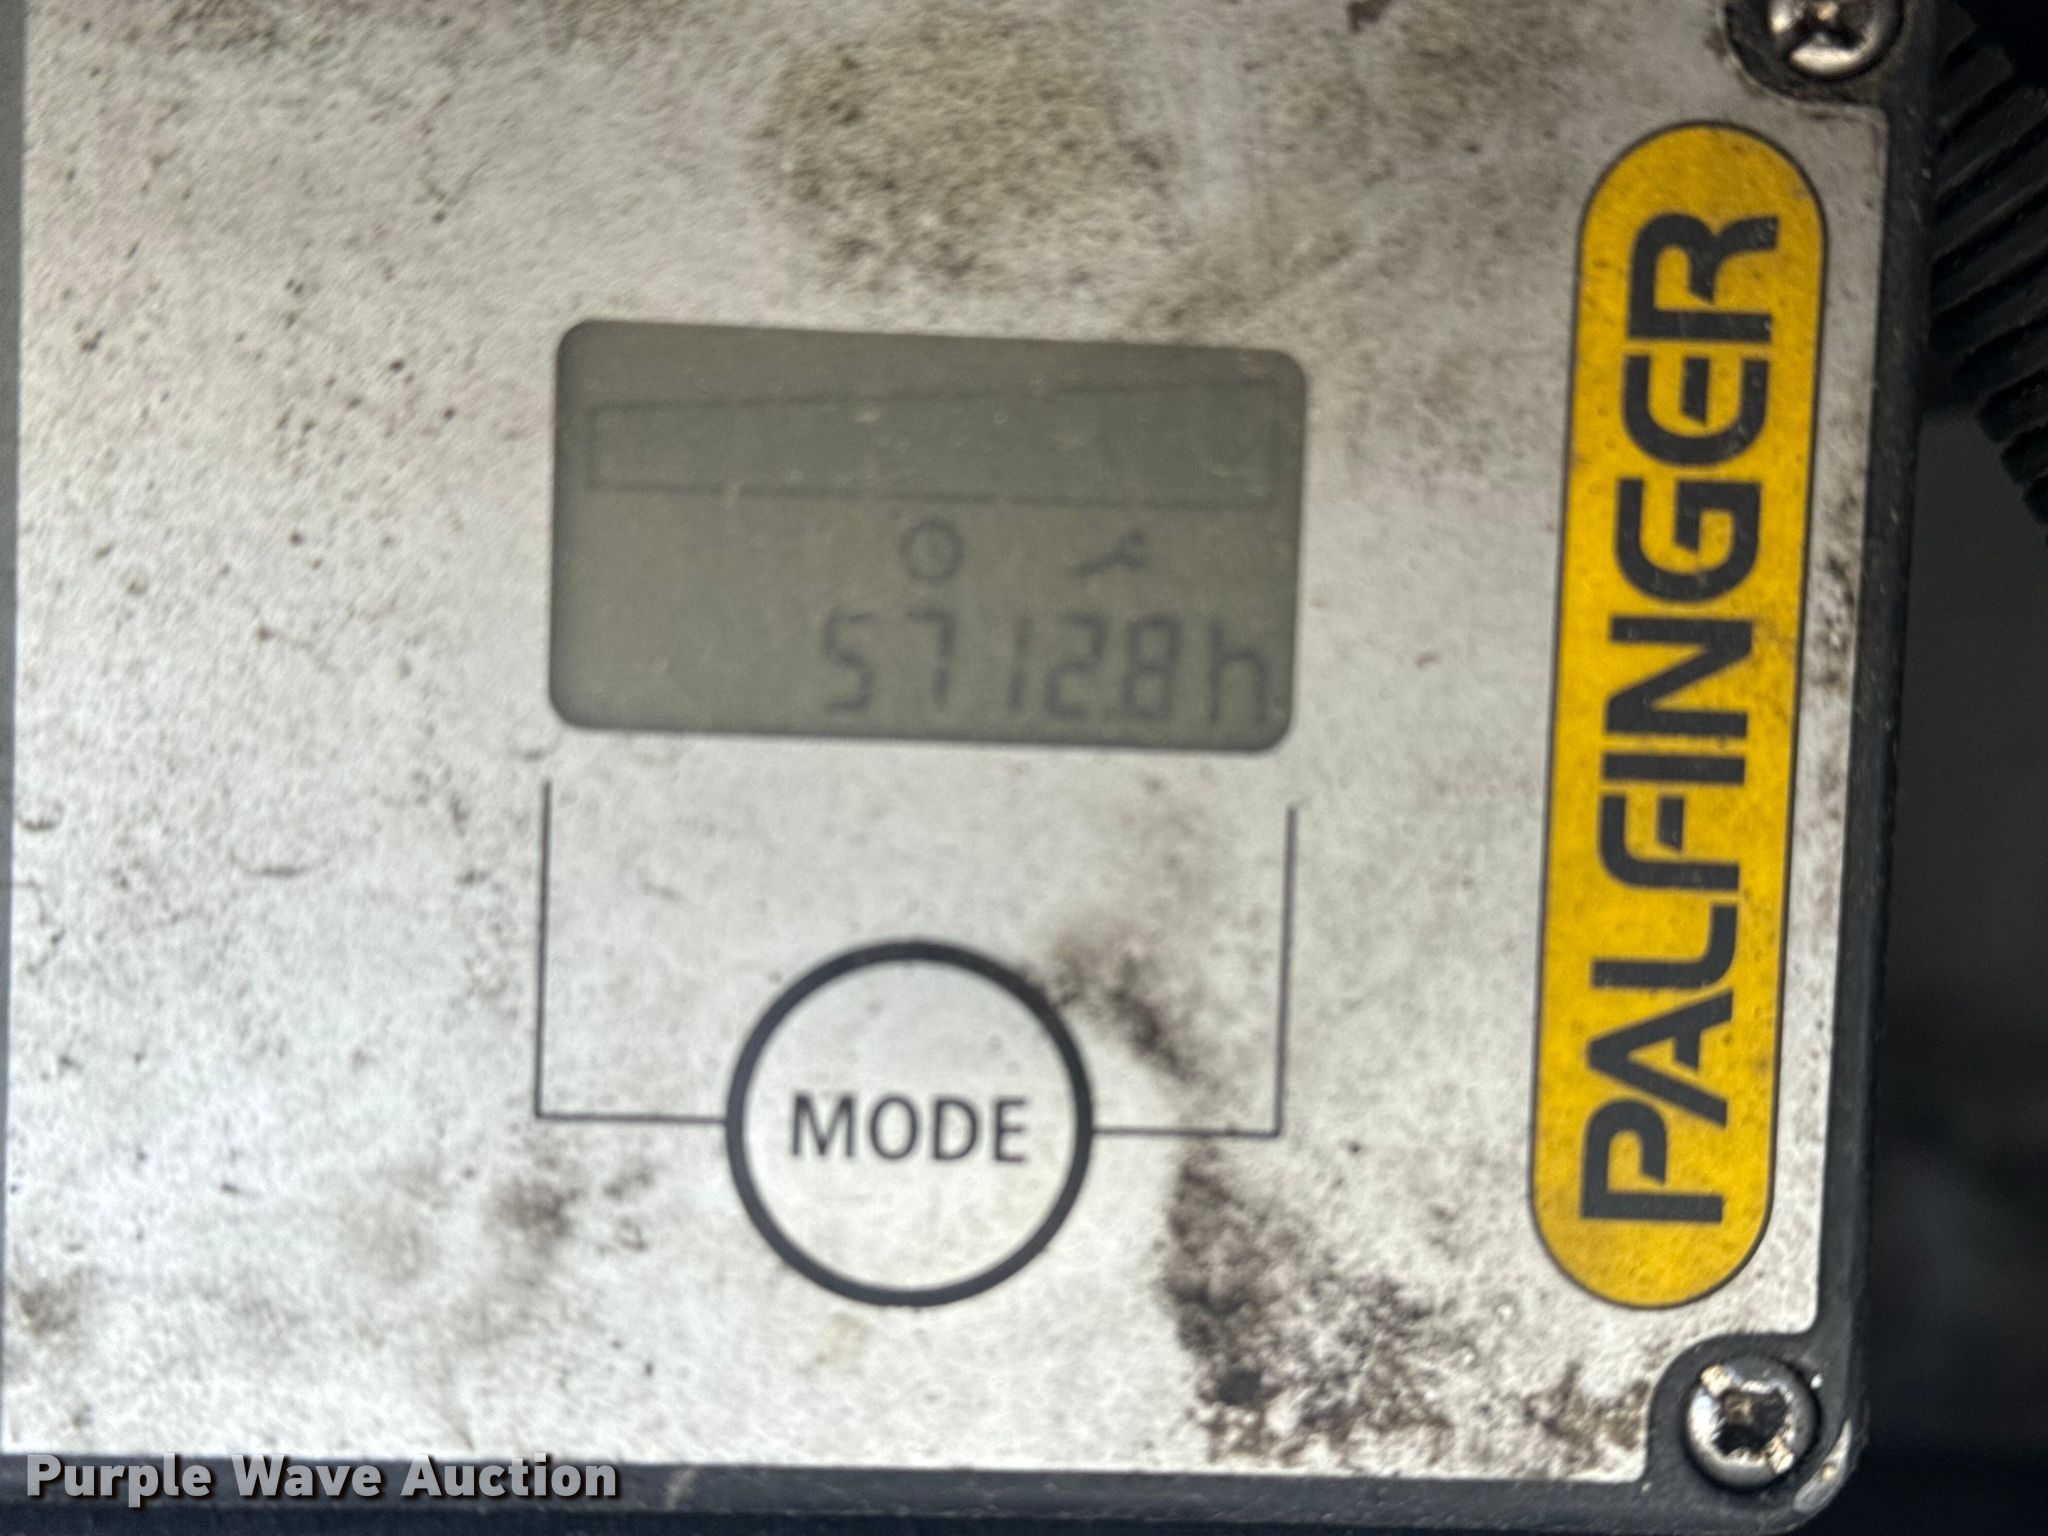 5712.8h
MODE
PALFINGER
Purple Wave Auction